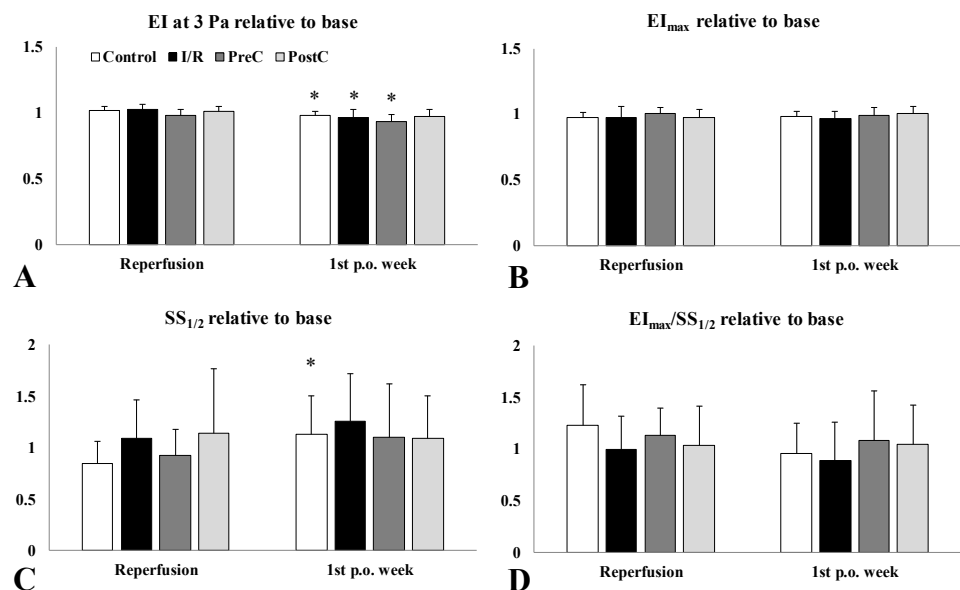 EI at 3 Pa relative to base
1.5
Control I/R PreC PostC
1
* * *
0.5
0
Reperfusion 1st p.o. week
A
EImax relative to base
1.5
1
0.5
0
Reperfusion 1st p.o. week
B
SS1/2 relative to base
2
1.5
*
1
0.5
0
Reperfusion 1st p.o. week
C
EImax/SS1/2 relative to base
2
1.5
1
0.5
0
Reperfusion 1st p.o. week
D